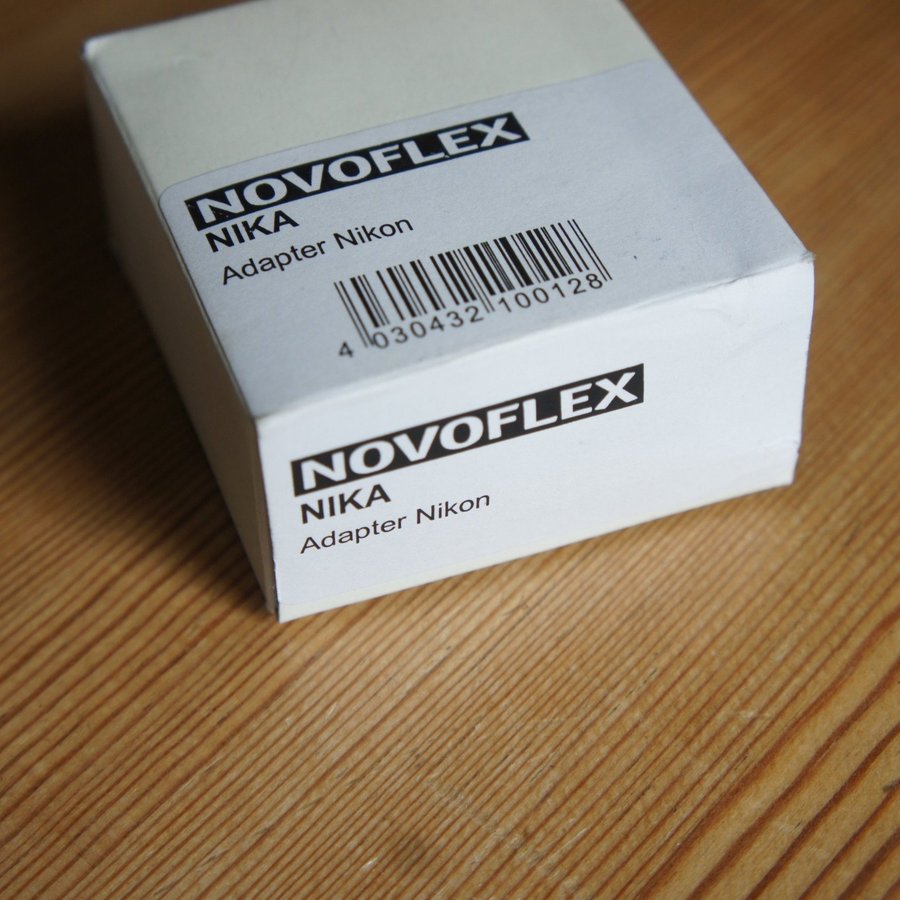 NOVOFLEX
NIKA
Adapter Nikon
4 030432 100128
NOVOFLEX
NIKA
Adapter Nikon